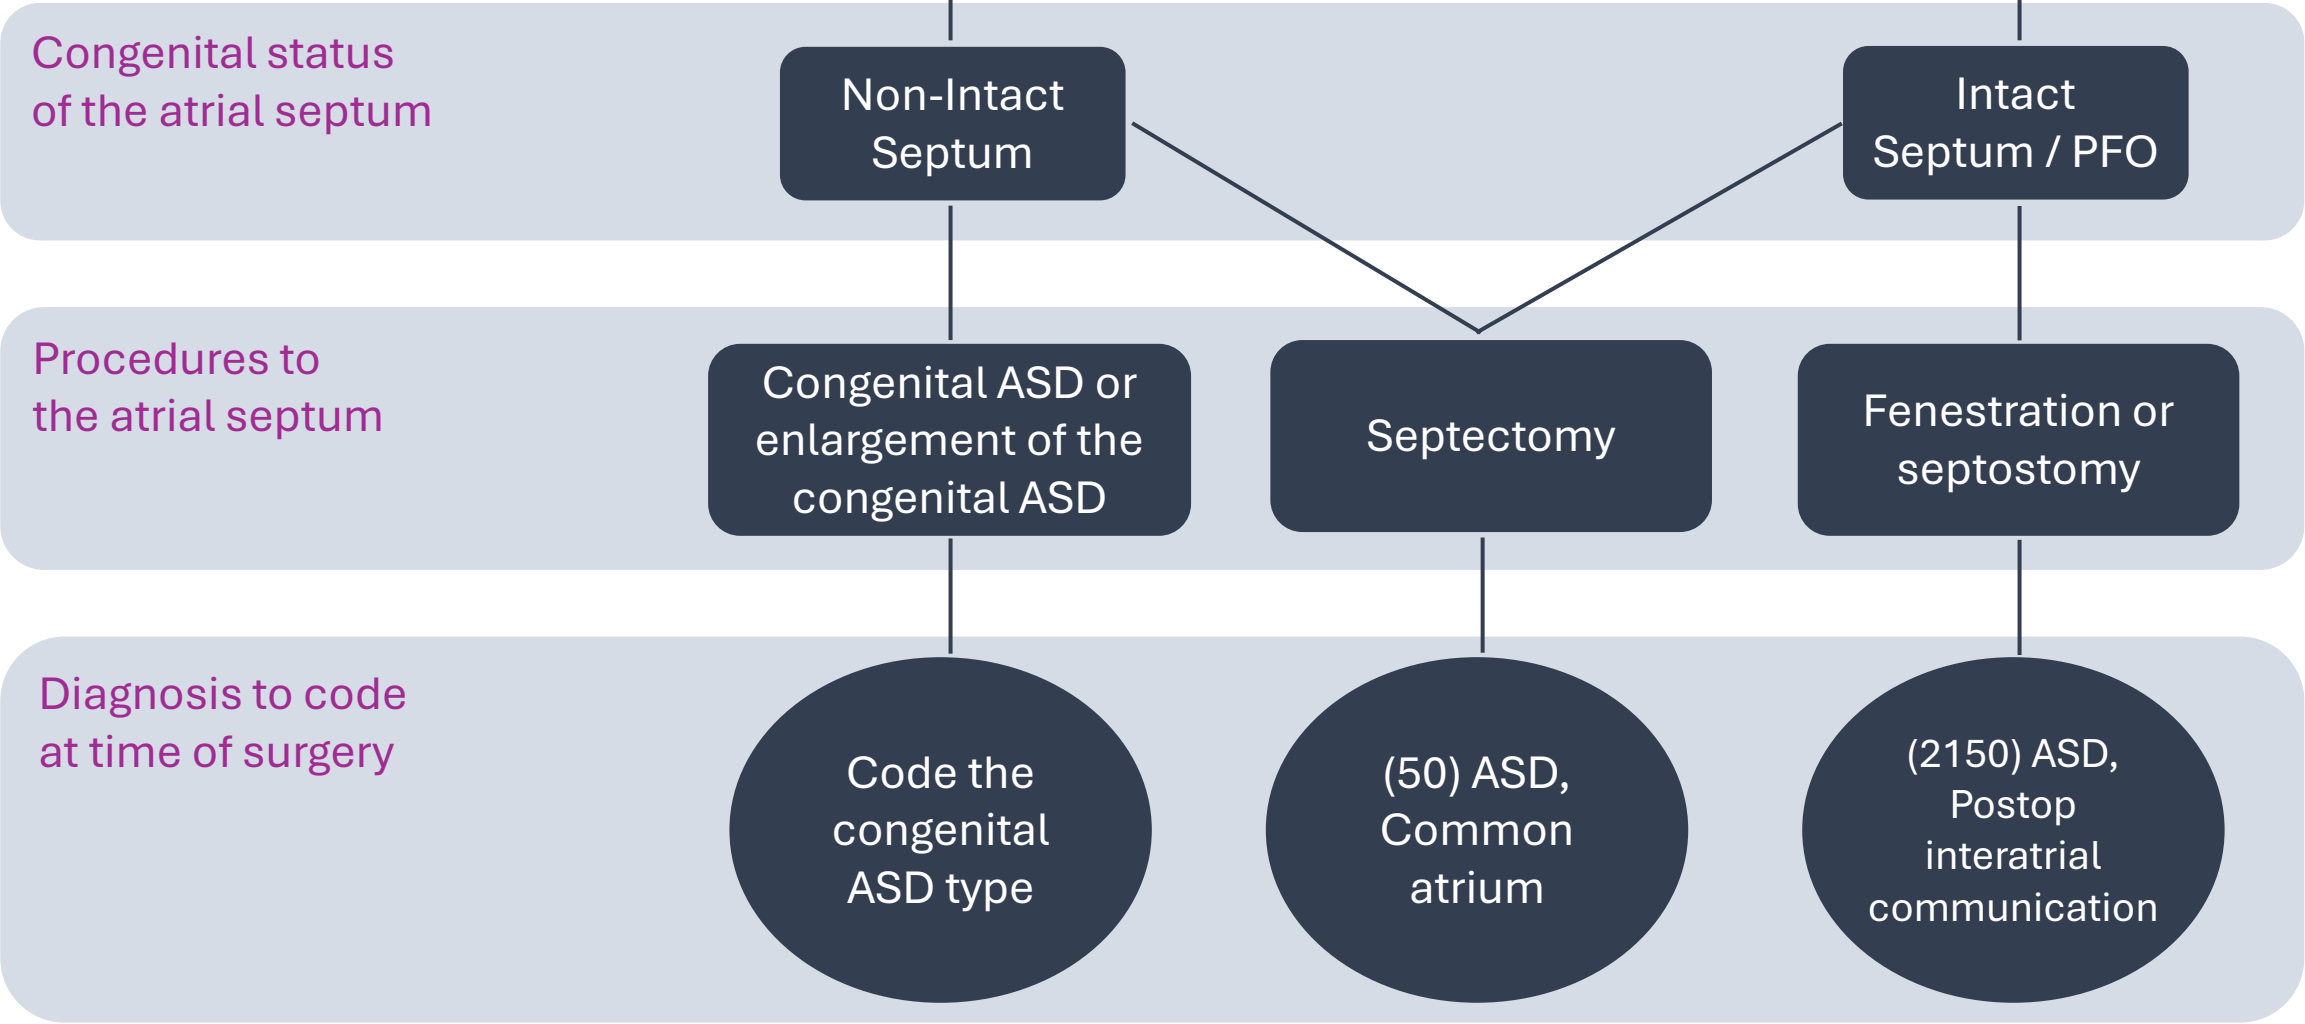 Congenital status
of the atrial septum
Non-Intact
Septum
Intact
Septum / PFO
Procedures to
the atrial septum
Congenital ASD or
enlargement of the
congenital ASD
Septectomy
Fenestration or
septostomy
Diagnosis to code
at time of surgery
Code the
congenital
ASD type
(50) ASD,
Common
atrium
(2150) ASD,
Postop
interatrial
communication